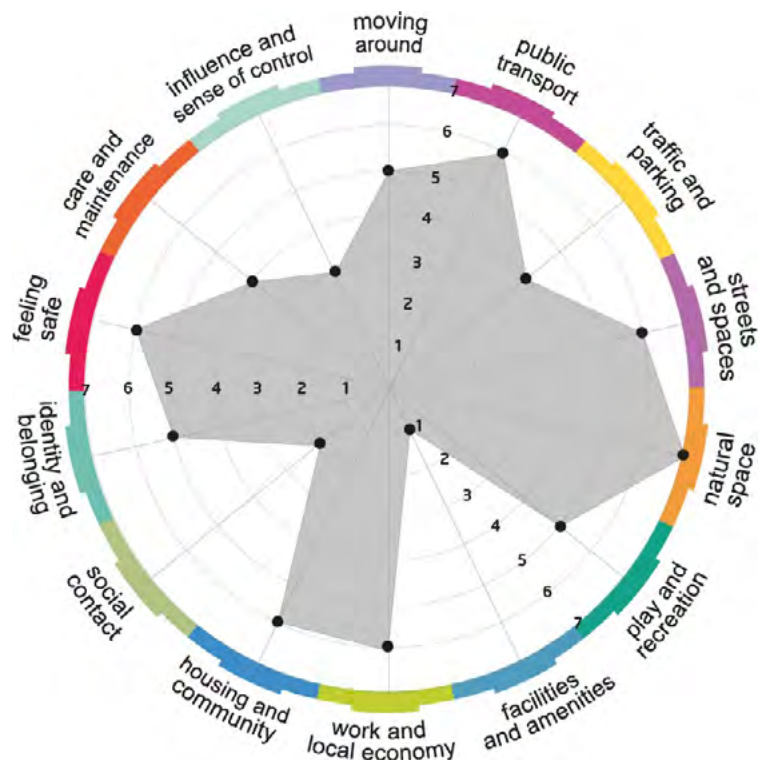 moving
around
public
transport
traffic and
parking
streets
and spaces
natural
space
play and
recreation
facilities
and amenities
work and
local economy
housing and
community
social
contact
identity and
belonging
feeling
safe
care and
maintenance
influence and
sense of control
7
6
5
4
3
2
1
7 6 5 4 3 2 1
1
2
3
4
5
6
7